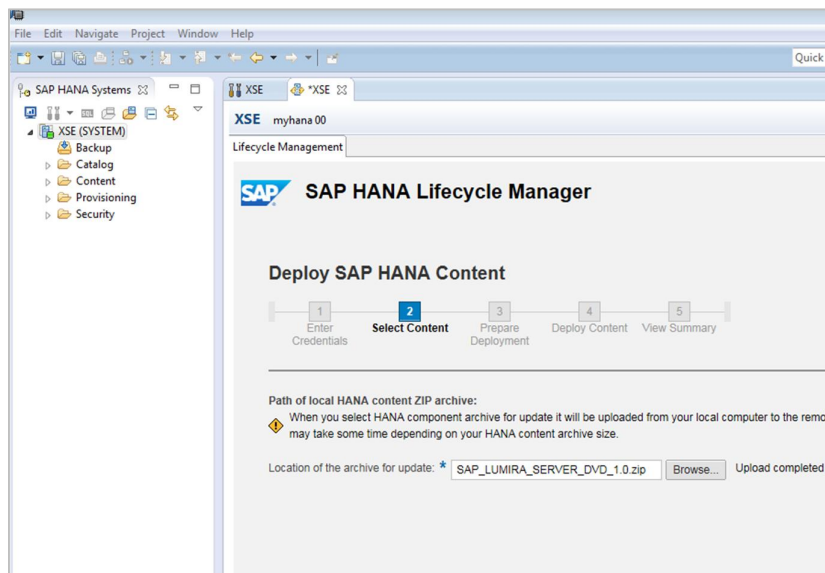 File Edit Navigate Project Window Help
Quick
SAP HANA Systems
XSE (SYSTEM)
Backup
Catalog
Content
Provisioning
Security
XSE
*XSE
XSE myhana 00
Lifecycle Management
SAP SAP HANA Lifecycle Manager
Deploy SAP HANA Content
1 2 3 4 5
Enter Credentials
Select Content
Prepare Deployment
Deploy Content
View Summary
Path of local HANA content ZIP archive:
When you select HANA component archive for update it will be uploaded from your local computer to the remo
may take some time depending on your HANA content archive size.
Location of the archive for update: * SAP_LUMIRA_SERVER_DVD_1.0.zip Browse... Upload completed